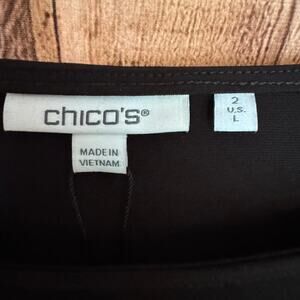 chico's®
2
U.S.
L
MADE IN
VIETNAM